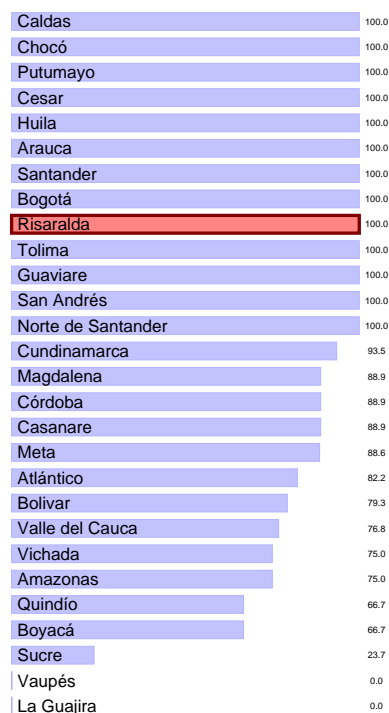 Caldas 100.0
Chocó 100.0
Putumayo 100.0
Cesar 100.0
Huila 100.0
Arauca 100.0
Santander 100.0
Bogotá 100.0
Risaralda 100.0
Tolima 100.0
Guaviare 100.0
San Andrés 100.0
Norte de Santander 100.0
Cundinamarca 93.5
Magdalena 88.9
Córdoba 88.9
Casanare 88.9
Meta 88.6
Atlántico 82.2
Bolivar 79.3
Valle del Cauca 76.8
Vichada 75.0
Amazonas 75.0
Quindío 66.7
Boyacá 66.7
Sucre 23.7
Vaupés 0.0
La Guajira 0.0